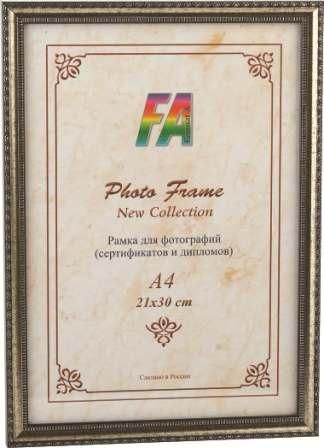 FA
Photo Frame
New Collection
Рамка для фотографий
(сертификатов и дипломов)
A4
21x30 cm
Сделано в России